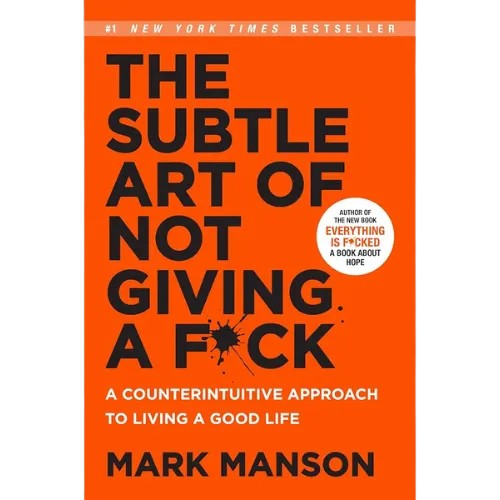 #1 NEW YORK TIMES BESTSELLER
THE
SUBTLE
ART OF
NOT
GIVING
A F*CK
AUTHOR OF
THE NEW BOOK
EVERYTHING
IS F*CKED
A BOOK ABOUT
HOPE
A COUNTERINTUITIVE APPROACH
TO LIVING A GOOD LIFE
MARK MANSON